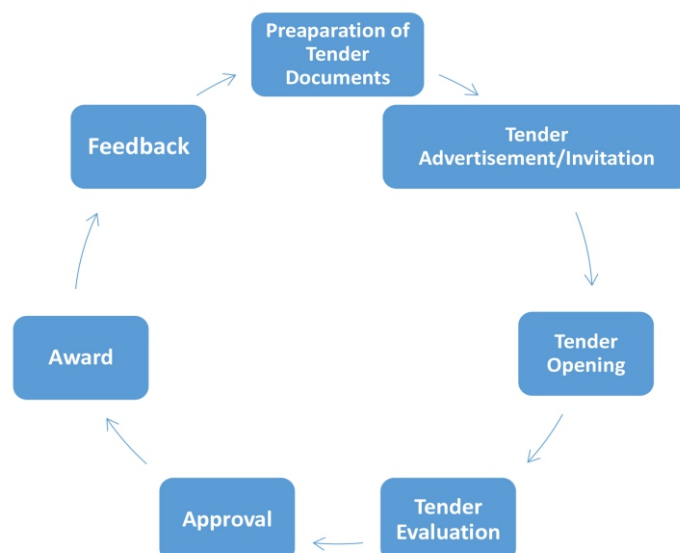 Preaparation of
Tender
Documents
Tender
Advertisement/Invitation
Tender
Opening
Tender
Evaluation
Approval
Award
Feedback